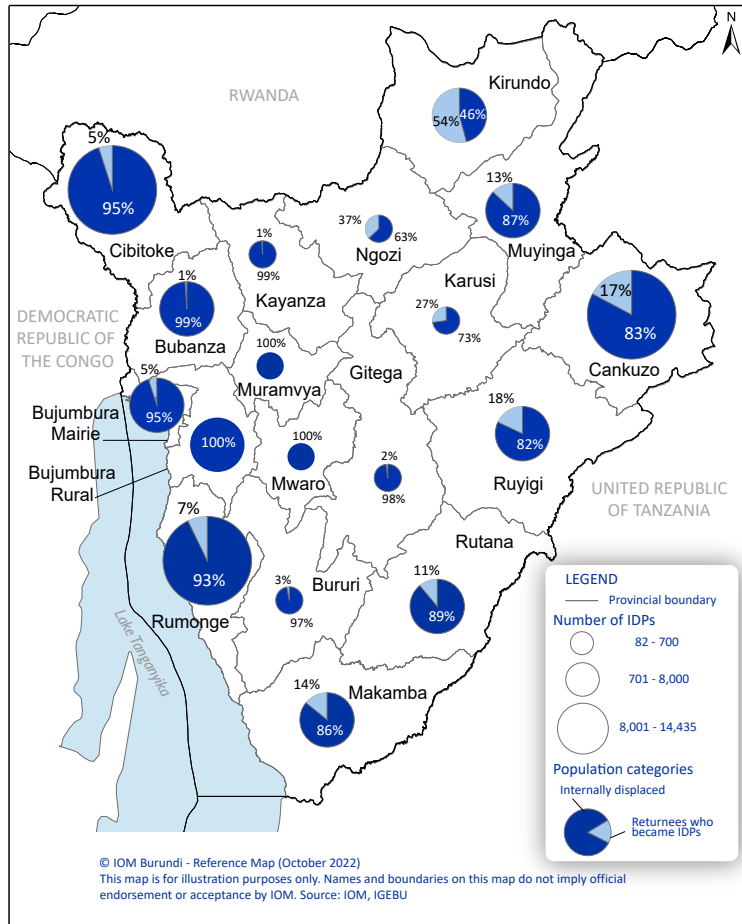 N
RWANDA
Kirundo
54%
46%
5%
95%
Cibitoke
13%
87%
Muyinga
37%
63%
Ngozi
1%
99%
Kayanza
Karusi
27%
73%
17%
83%
Cankuzo
1%
99%
Bubanza
DEMOCRATIC
REPUBLIC OF
THE CONGO
100%
Muramvya
Gitega
5%
95%
Bujumbura
Mairie
100%
100%
Mwaro
18%
82%
Ruyigi
2%
98%
Bujumbura
Rural
UNITED REPUBLIC
OF TANZANIA
7%
93%
Rumonge
Rutana
11%
89%
3%
Bururi
97%
Lake Tanganyika
14%
Makamba
86%
LEGEND
Provincial boundary
Number of IDPs
82 - 700
701 - 8,000
8,001 - 14,435
Population categories
Internally displaced
Returnees who
became IDPs
© IOM Burundi - Reference Map (October 2022)
This map is for illustration purposes only. Names and boundaries on this map do not imply official
endorsement or acceptance by IOM. Source: IOM, IGEBU